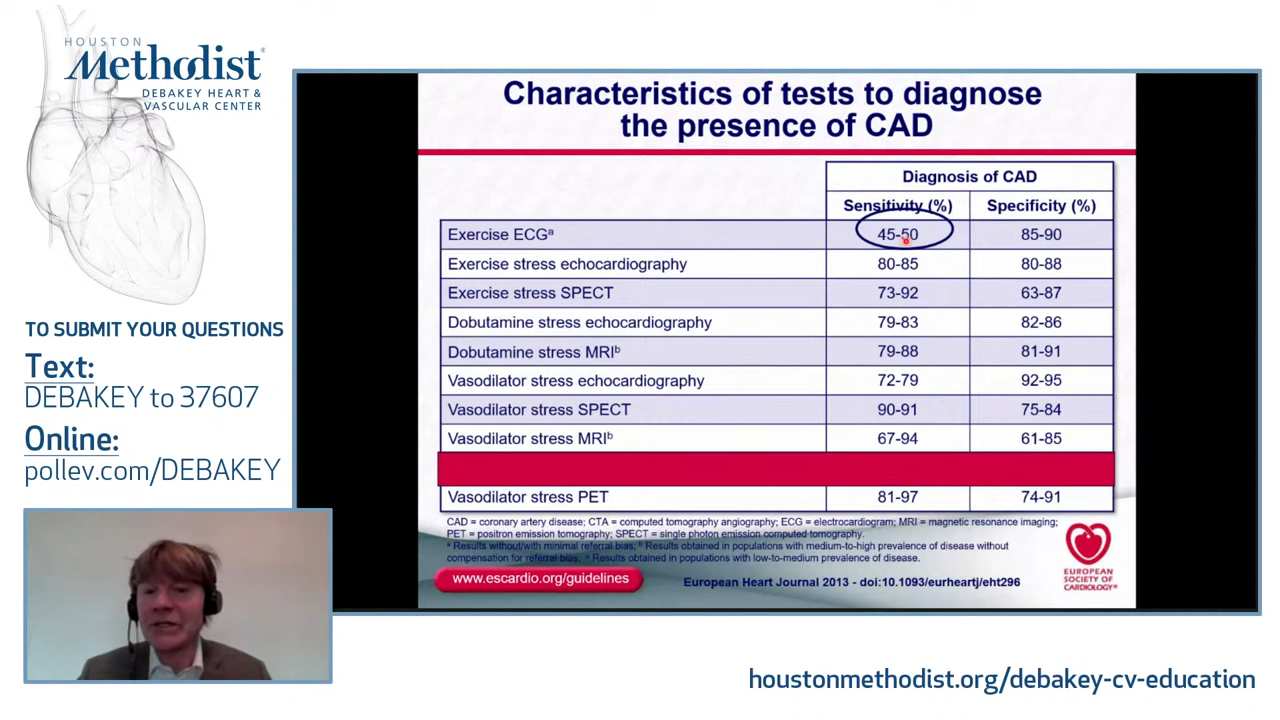 HOUSTON
Methodist®
DEBAKEY HEART &
VASCULAR CENTER
TO SUBMIT YOUR QUESTIONS
Text:
DEBAKEY to 37607
Online:
pollev.com/DEBAKEY
Characteristics of tests to diagnose
the presence of CAD
Diagnosis of CAD
Sensitivity (%) Specificity (%)
Exercise ECGᵃ 45-50 85-90
Exercise stress echocardiography 80-85 80-88
Exercise stress SPECT 73-92 63-87
Dobutamine stress echocardiography 79-83 82-86
Dobutamine stress MRIᵇ 79-88 81-91
Vasodilator stress echocardiography 72-79 92-95
Vasodilator stress SPECT 90-91 75-84
Vasodilator stress MRIᵇ 67-94 61-85
Vasodilator stress PET 81-97 74-91
CAD = coronary artery disease; CTA = computed tomography angiography; ECG = electrocardiogram; MRI = magnetic resonance imaging;
PET = positron emission tomography; SPECT = single photon emission computed tomography.
ᵃ Results without/with minimal referral bias; ᵇ Results obtained in populations with medium-to-high prevalence of disease without
compensation for referral bias; Results obtained in populations with low-to-medium prevalence of disease.
www.escardio.org/guidelines
European Heart Journal 2013 - doi:10.1093/eurheartj/eht296
EUROPEAN
SOCIETY OF
CARDIOLOGY®
houstonmethodist.org/debakey-cv-education